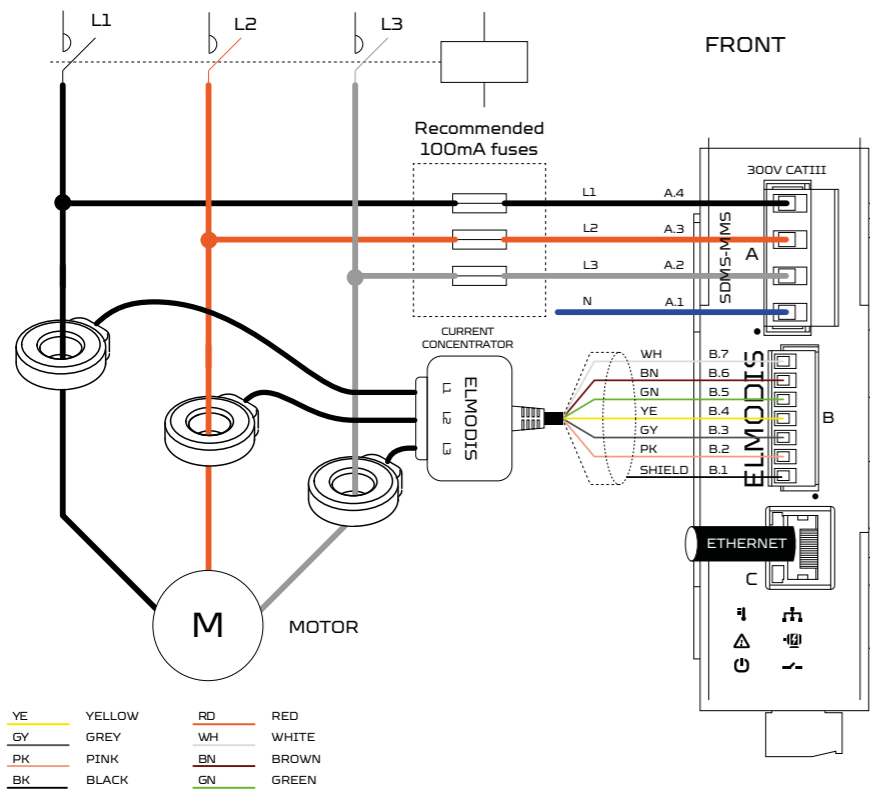 L1 L2 L3
FRONT
Recommended
100mA fuses
300V CATIII
L1 A.4
L2 A.3
L3 A.2
N A.1
SDMS-MMS
A
CURRENT
CONCENTRATOR
L1
L2
L3
ELMODIS
WH B.7
BN B.6
GN B.5
YE B.4
GY B.3
PK B.2
SHIELD B.1
ELMODIS
B
ETHERNET
C
M
MOTOR
YE YELLOW RD RED
GY GREY WH WHITE
PK PINK BN BROWN
BK BLACK GN GREEN